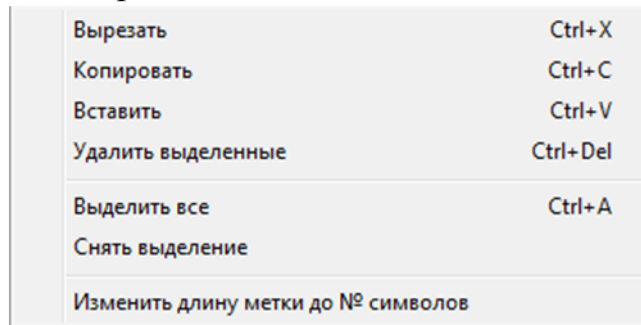 Вырезать Ctrl+X
Копировать Ctrl+C
Вставить Ctrl+V
Удалить выделенные Ctrl+Del
Выделить все Ctrl+A
Снять выделение
Изменить длину метки до № символов